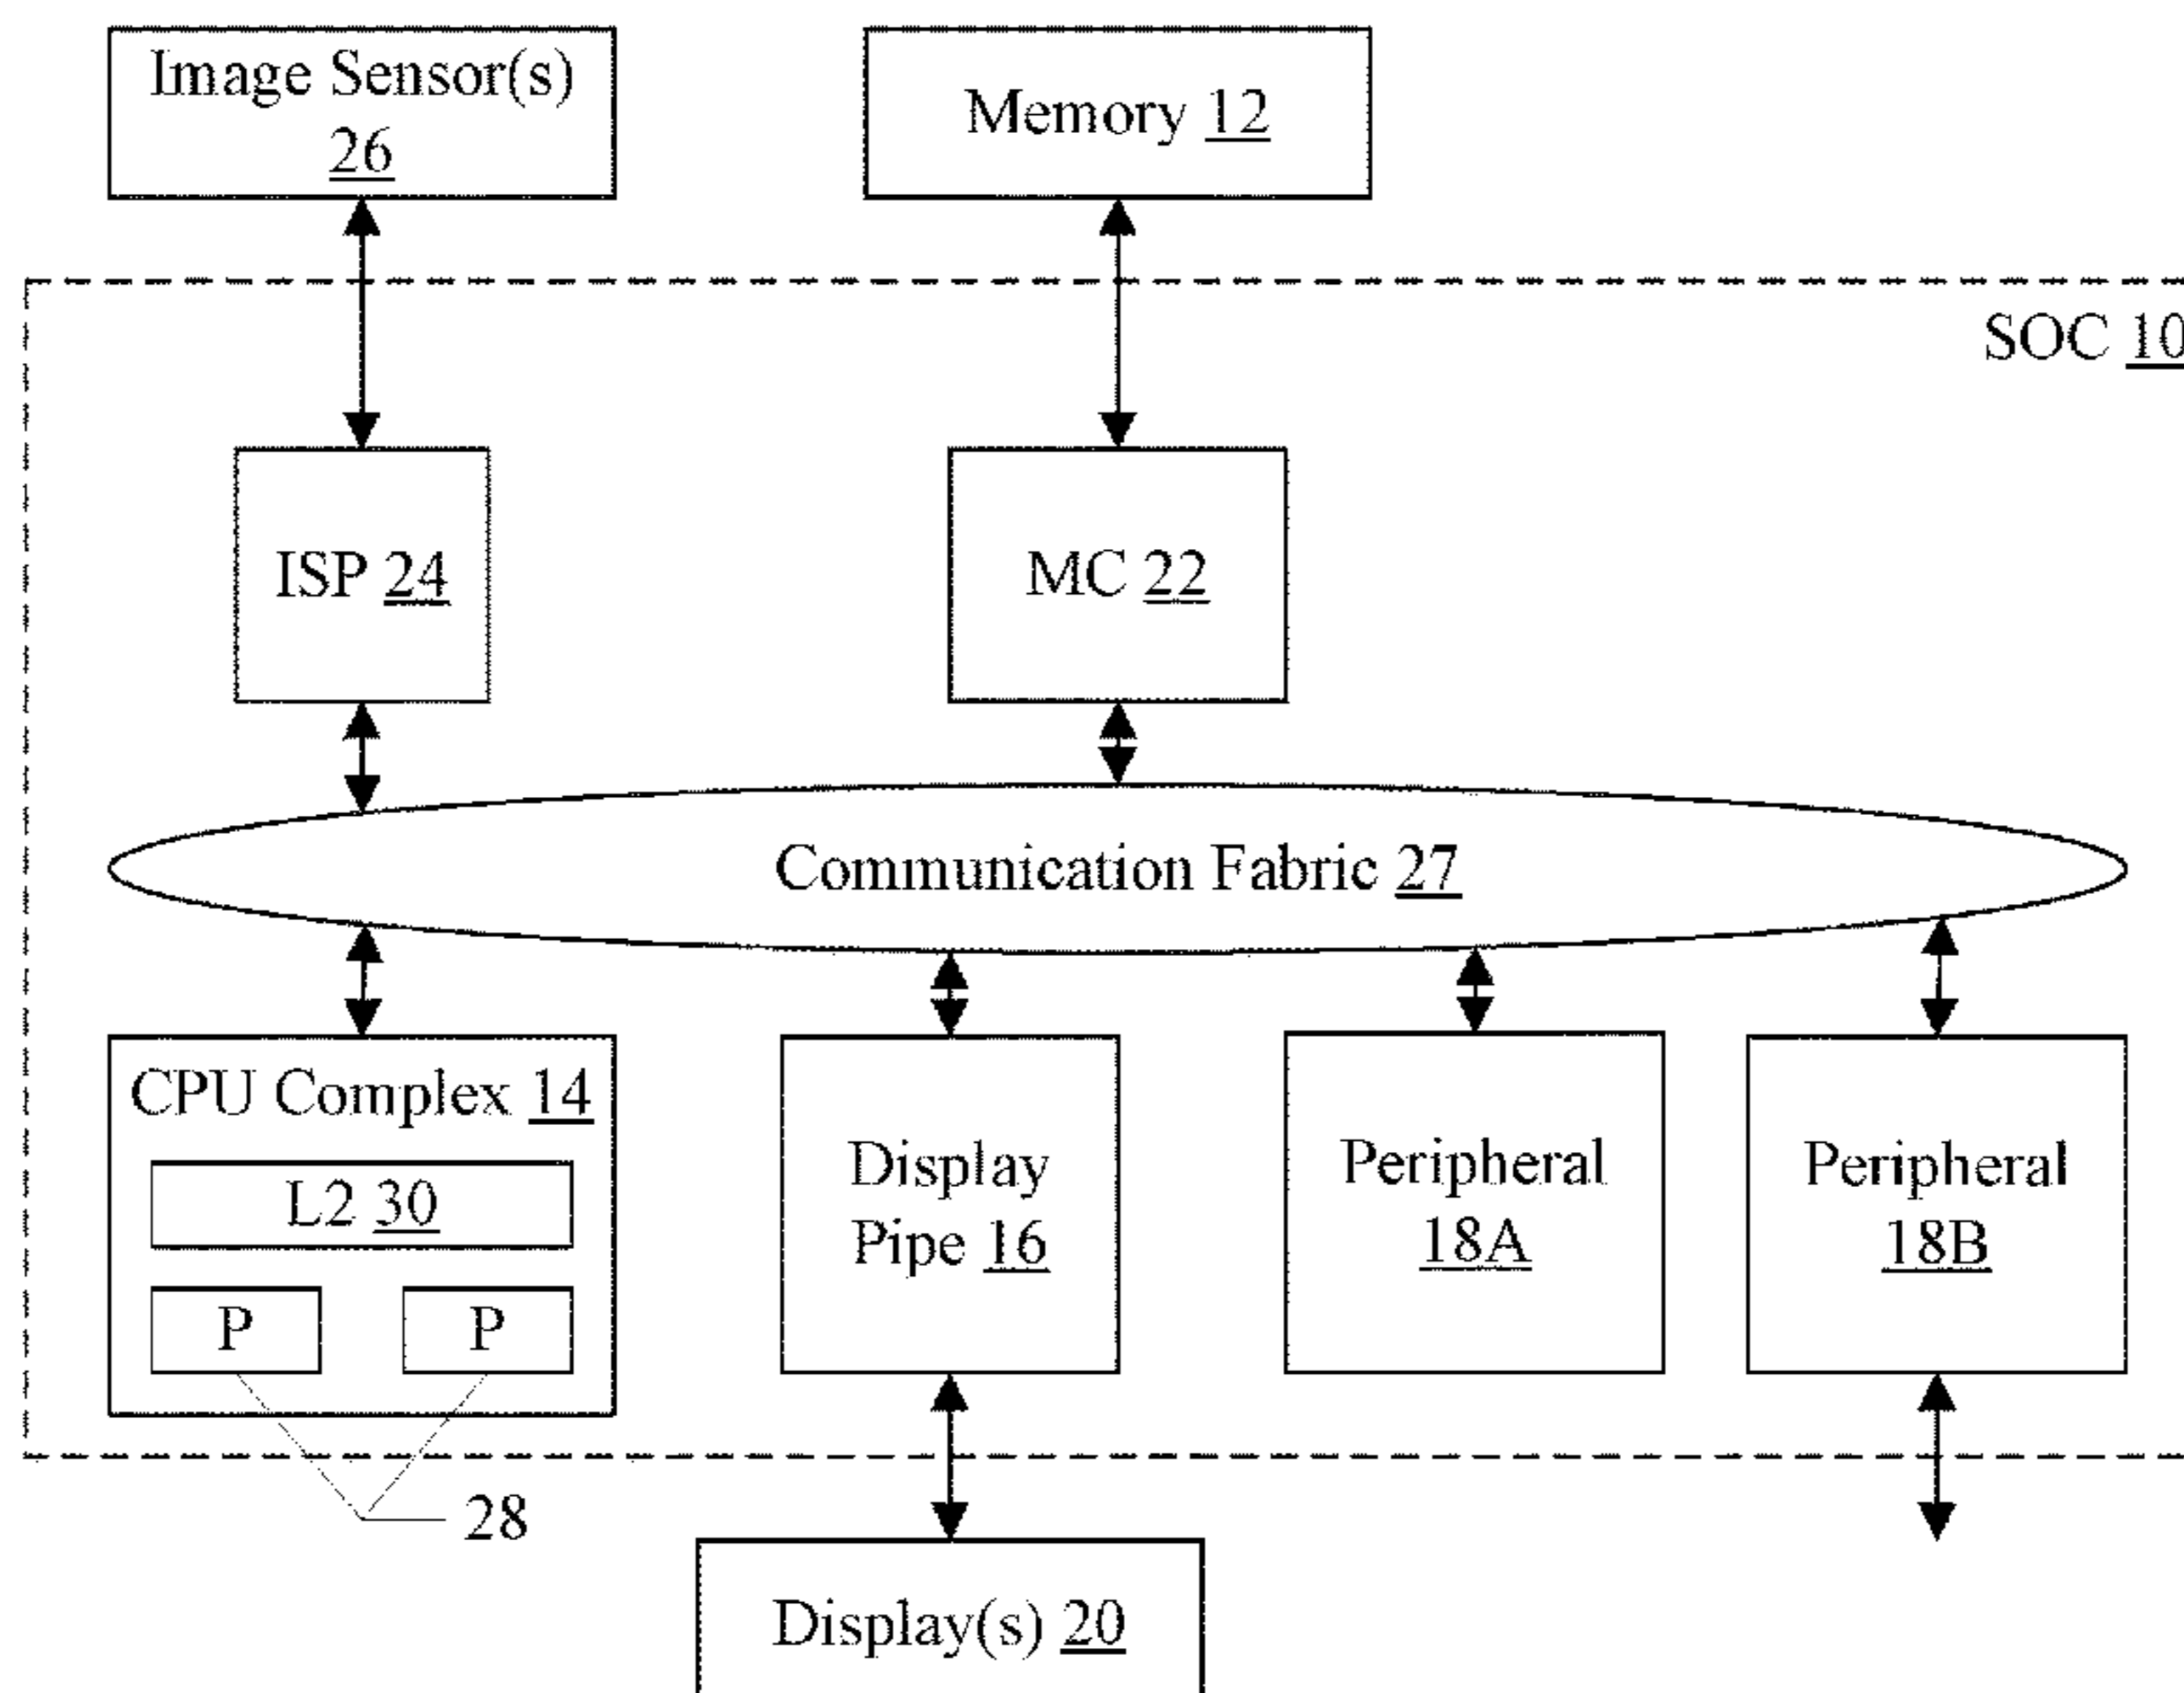 Image Sensor(s)
26
Memory 12
SOC 10
ISP 24
MC 22
Communication Fabric 27
CPU Complex 14
L2 30
P
P
Display
Pipe 16
Peripheral
18A
Peripheral
18B
28
Display(s) 20